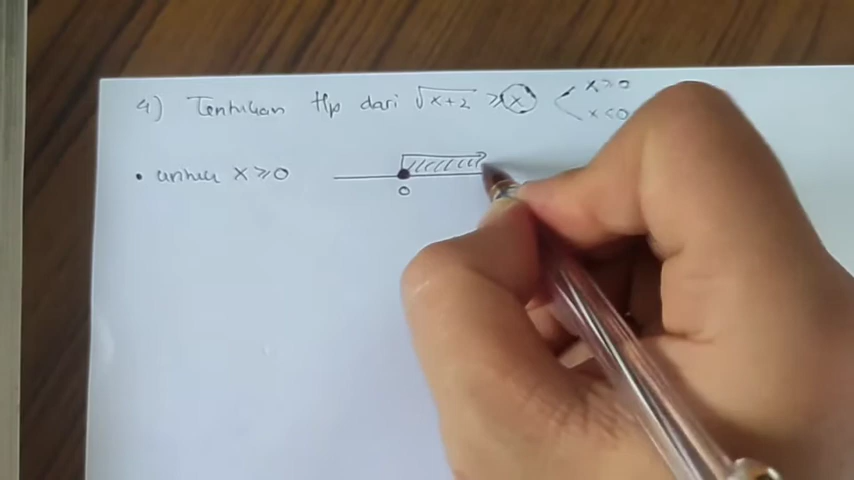 4) Tentukan Hp dari √x+2 ≥ x x ≥ 0
x < 0
• untuk x ≥ 0
0